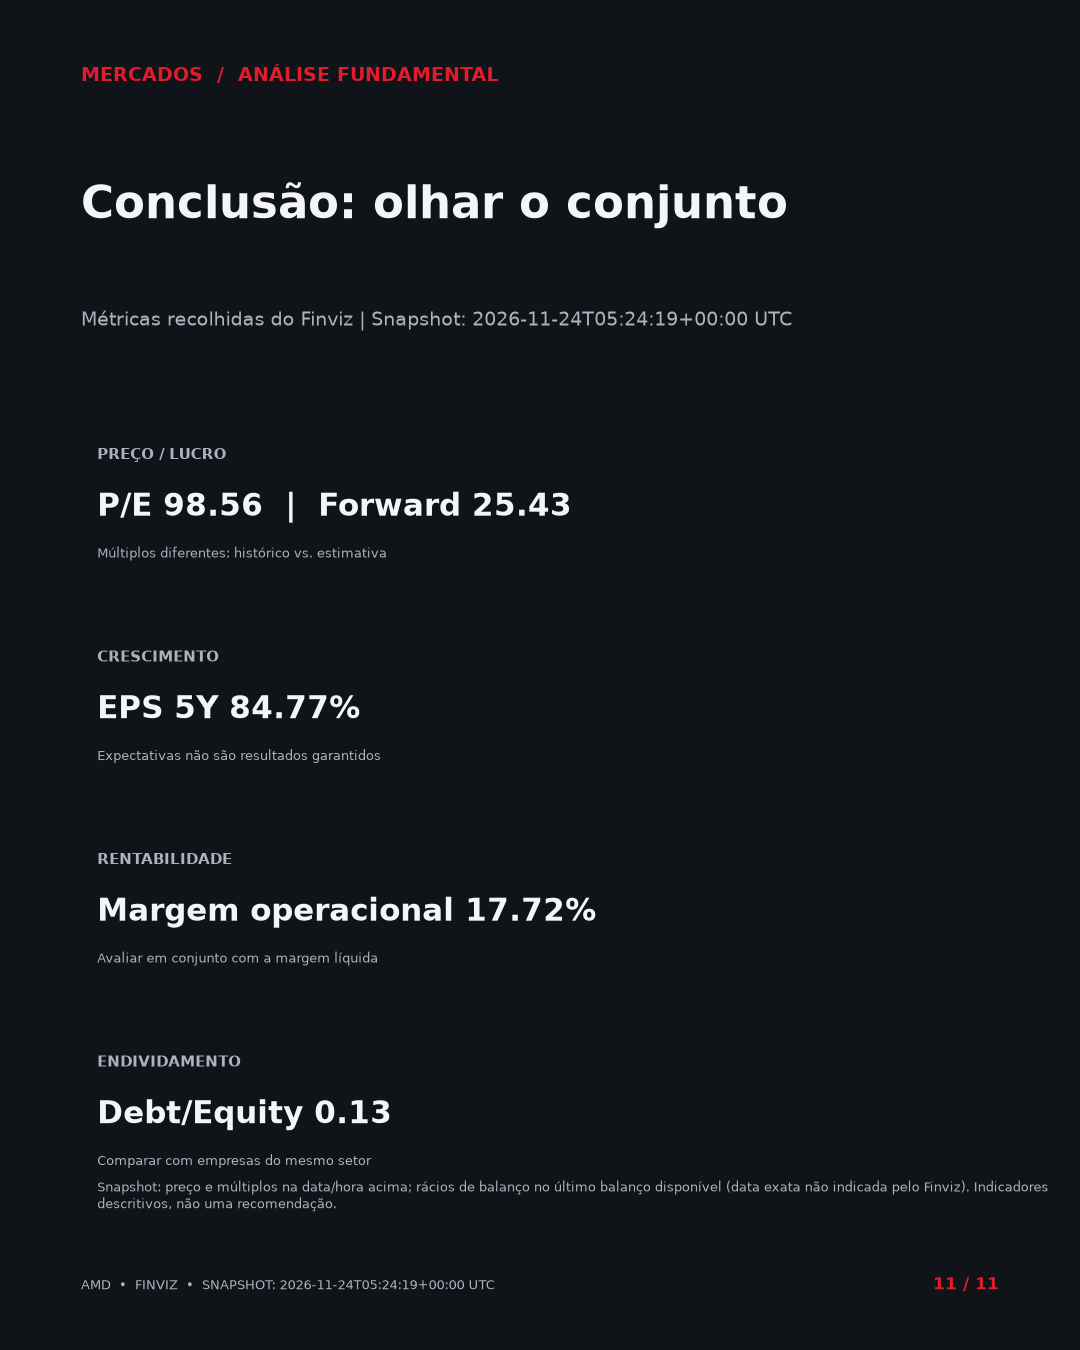 MERCADOS / ANÁLISE FUNDAMENTAL
Conclusão: olhar o conjunto
Métricas recolhidas do Finviz | Snapshot: 2026-11-24T05:24:19+00:00 UTC
PREÇO / LUCRO
P/E 98.56 | Forward 25.43
Múltiplos diferentes: histórico vs. estimativa
CRESCIMENTO
EPS 5Y 84.77%
Expectativas não são resultados garantidos
RENTABILIDADE
Margem operacional 17.72%
Avaliar em conjunto com a margem líquida
ENDIVIDAMENTO
Debt/Equity 0.13
Comparar com empresas do mesmo setor
Snapshot: preço e múltiplos na data/hora acima; rácios de balanço no último balanço disponível (data exata não indicada pelo Finviz). Indicadores
descritivos, não uma recomendação.
AMD • FINVIZ • SNAPSHOT: 2026-11-24T05:24:19+00:00 UTC
11 / 11